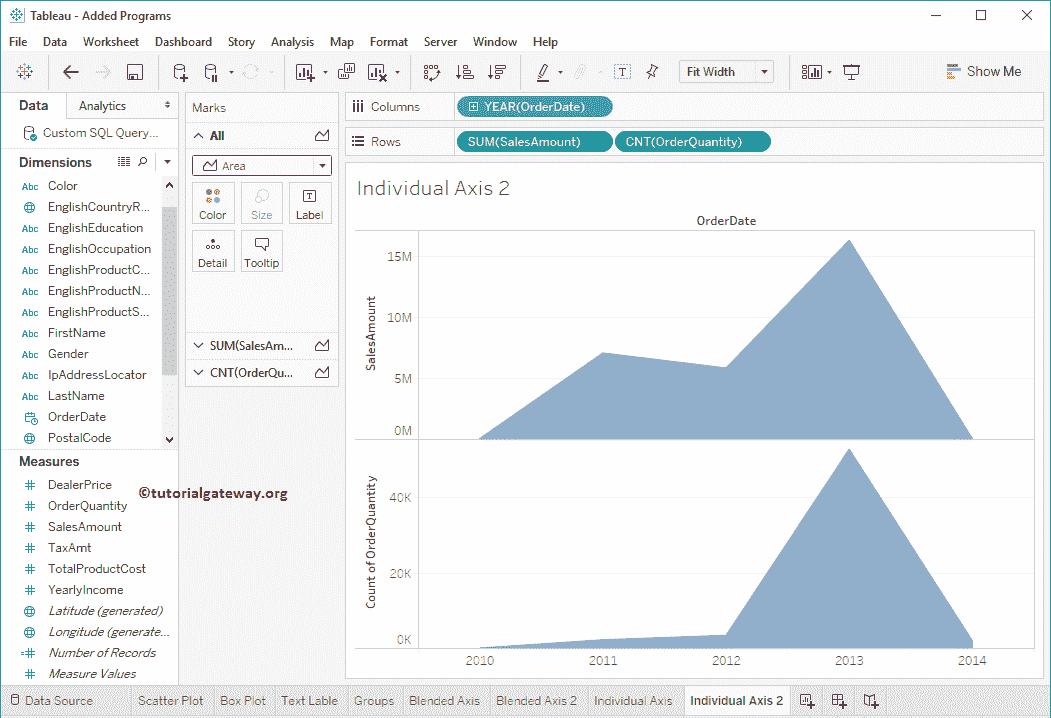 Tableau - Added Programs
File Data Worksheet Dashboard Story Analysis Map Format Server Window Help
Fit Width
Show Me
Data Analytics
Custom SQL Query...
Dimensions
Abc Color
EnglishCountryR...
Abc EnglishEducation
Abc EnglishOccupation
Abc EnglishProductC...
Abc EnglishProductN...
Abc EnglishProductS...
Abc FirstName
Abc Gender
Abc IpAddressLocator
Abc LastName
OrderDate
PostalCode
Measures
DealerPrice
OrderQuantity
SalesAmount
TaxAmt
TotalProductCost
YearlyIncome
Latitude (generated)
Longitude (generate...
Number of Records
Measure Values
©tutorialgateway.org
Marks
All
Area
Color Size Label
Detail Tooltip
SUM(SalesAm...
CNT(OrderQu...
Columns YEAR(OrderDate)
Rows SUM(SalesAmount) CNT(OrderQuantity)
Individual Axis 2
OrderDate
SalesAmount
15M
10M
5M
0M
Count of OrderQuantity
40K
20K
0K
2010 2011 2012 2013 2014
Data Source Scatter Plot Box Plot Text Lable Groups Blended Axis Blended Axis 2 Individual Axis Individual Axis 2